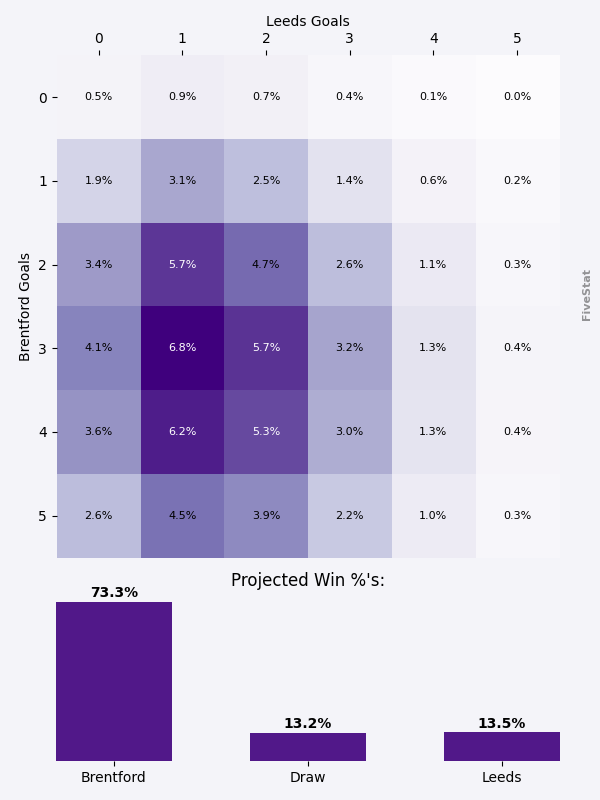 Leeds Goals
0 1 2 3 4 5
0 0.5% 0.9% 0.7% 0.4% 0.1% 0.0%
1 1.9% 3.1% 2.5% 1.4% 0.6% 0.2%
2 3.4% 5.7% 4.7% 2.6% 1.1% 0.3%
3 4.1% 6.8% 5.7% 3.2% 1.3% 0.4%
4 3.6% 6.2% 5.3% 3.0% 1.3% 0.4%
5 2.6% 4.5% 3.9% 2.2% 1.0% 0.3%
Brentford Goals
FiveStat
Projected Win %'s:
73.3% 13.2% 13.5%
Brentford Draw Leeds